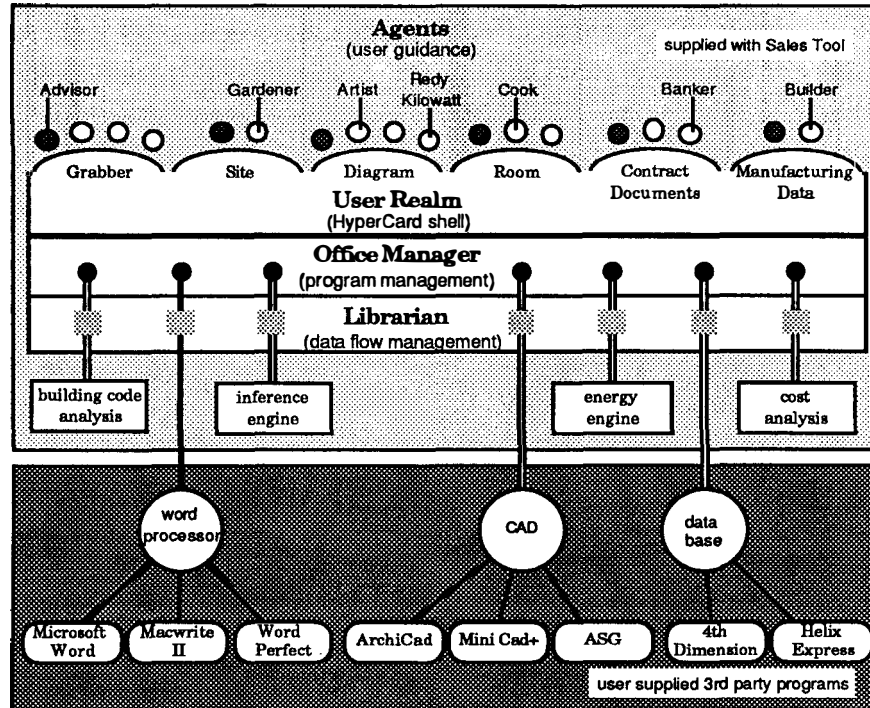 Agents
(user guidance)
supplied with Sales Tool
Advisor
Gardener
Artist
Redy
Kilowatt
Cook
Banker
Builder
Grabber
Site
Diagram
Room
Contract
Documents
Manufacturing
Data
User Realm
(HyperCard shell)
Office Manager
(program management)
Librarian
(data flow management)
building code
analysis
inference
engine
energy
engine
cost
analysis
word
processor
CAD
data
base
Microsoft
Word
Macwrite
II
Word
Perfect
ArchiCad
Mini Cad+
ASG
4th
Dimension
Helix
Express
user supplied 3rd party programs